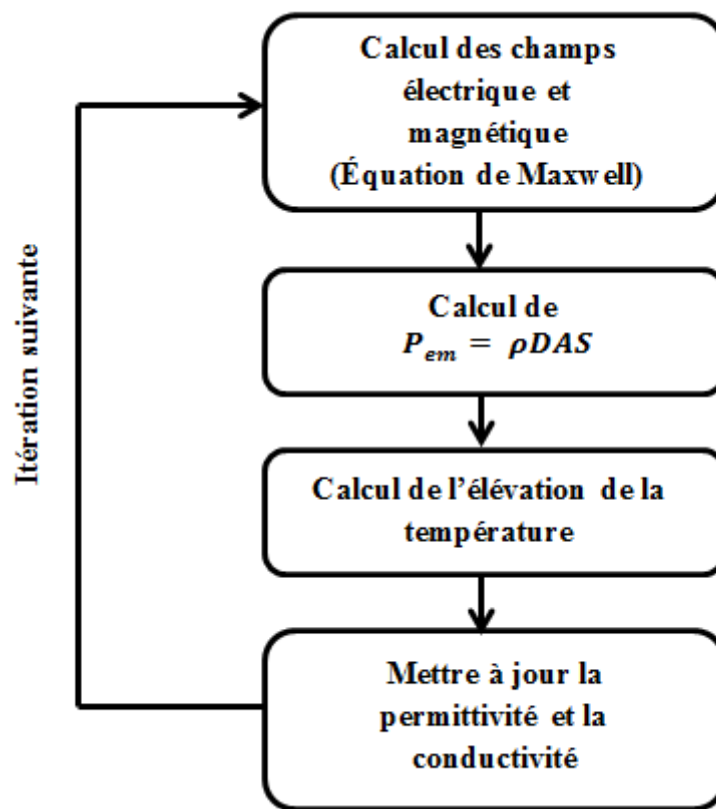 Calcul des champs
électrique et
magnétique
(Équation de Maxwell)
Calcul de
P_em = ρDAS
Calcul de l’élévation de la
température
Mettre à jour la
permittivité et la
conductivité
Itération suivante